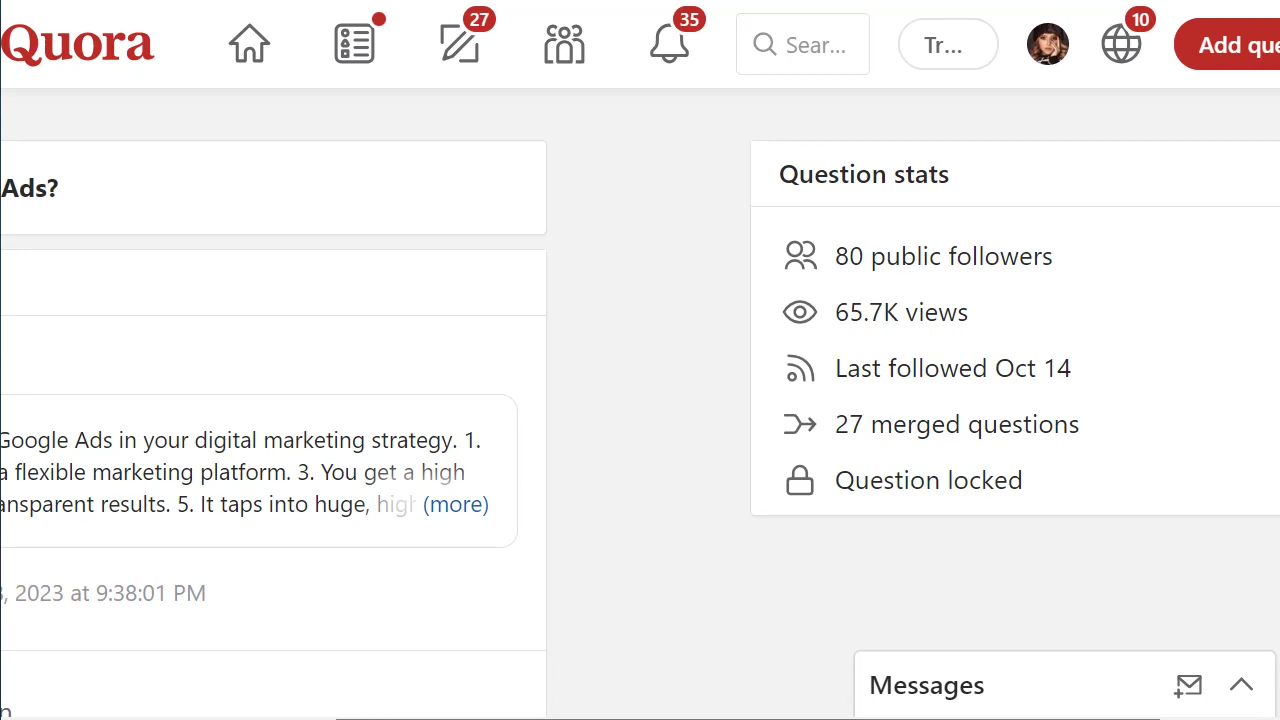 Quora
27
35
Sear...
Tr...
10
Add que
Ads?
Question stats
80 public followers
65.7K views
Last followed Oct 14
27 merged questions
Question locked
Google Ads in your digital marketing strategy. 1.
a flexible marketing platform. 3. You get a high
ansparent results. 5. It taps into huge, high (more)
, 2023 at 9:38:01 PM
Messages